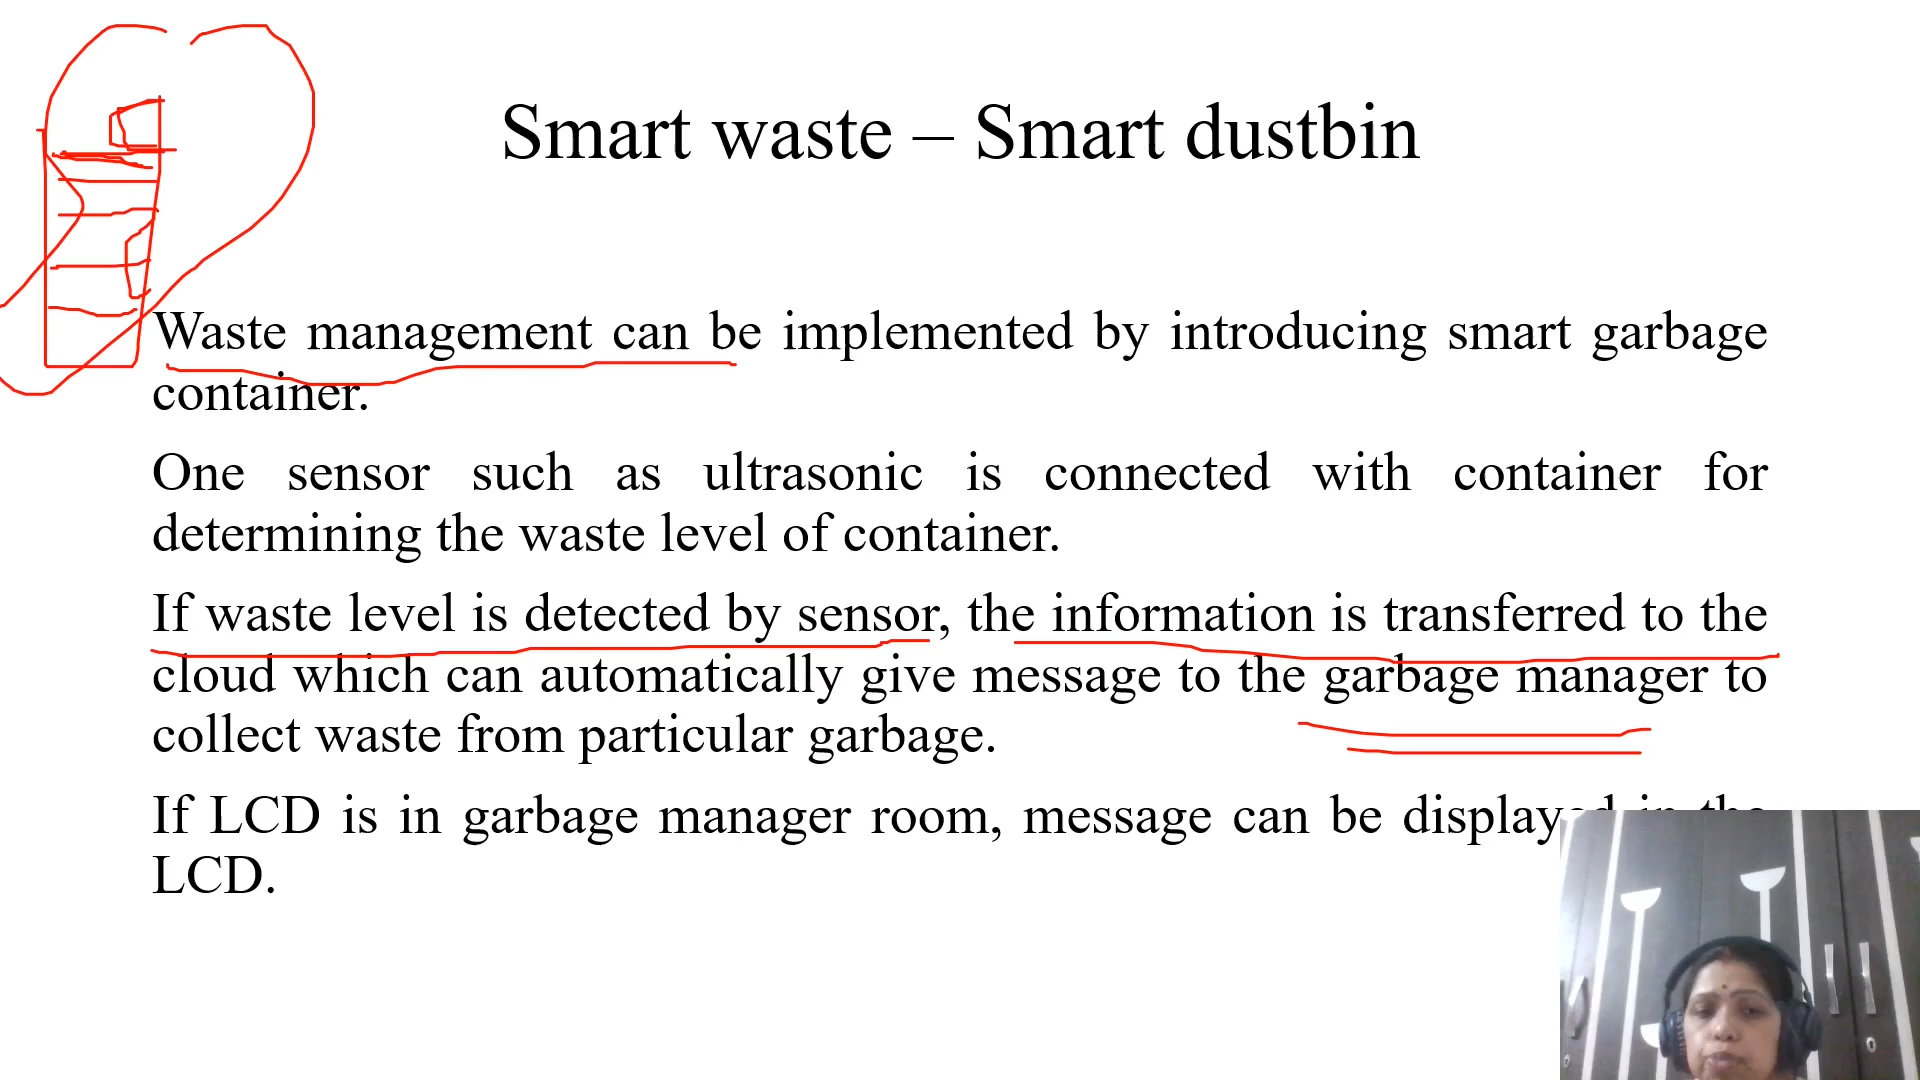 Smart waste – Smart dustbin
Waste management can be implemented by introducing smart garbage
container.
One sensor such as ultrasonic is connected with container for
determining the waste level of container.
If waste level is detected by sensor, the information is transferred to the
cloud which can automatically give message to the garbage manager to
collect waste from particular garbage.
If LCD is in garbage manager room, message can be displayed in the
LCD.